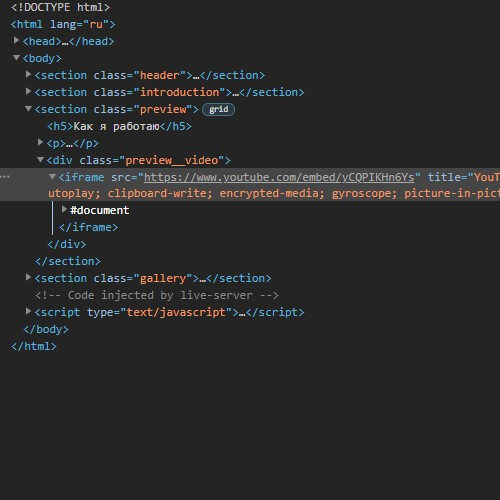 <!DOCTYPE html>
<html lang="ru">
<head>…</head>
<body>
<section class="header">…</section>
<section class="introduction">…</section>
<section class="preview"> grid
<h5>Как я работаю</h5>
<p>…</p>
<div class="preview__video">
… <iframe src="https://www.youtube.com/embed/yCQPIKHn6Ys" title="YouT
utoplay; clipboard-write; encrypted-media; gyroscope; picture-in-pict
#document
</iframe>
</div>
</section>
<section class="gallery">…</section>
<!-- Code injected by live-server -->
<script type="text/javascript">…</script>
</body>
</html>